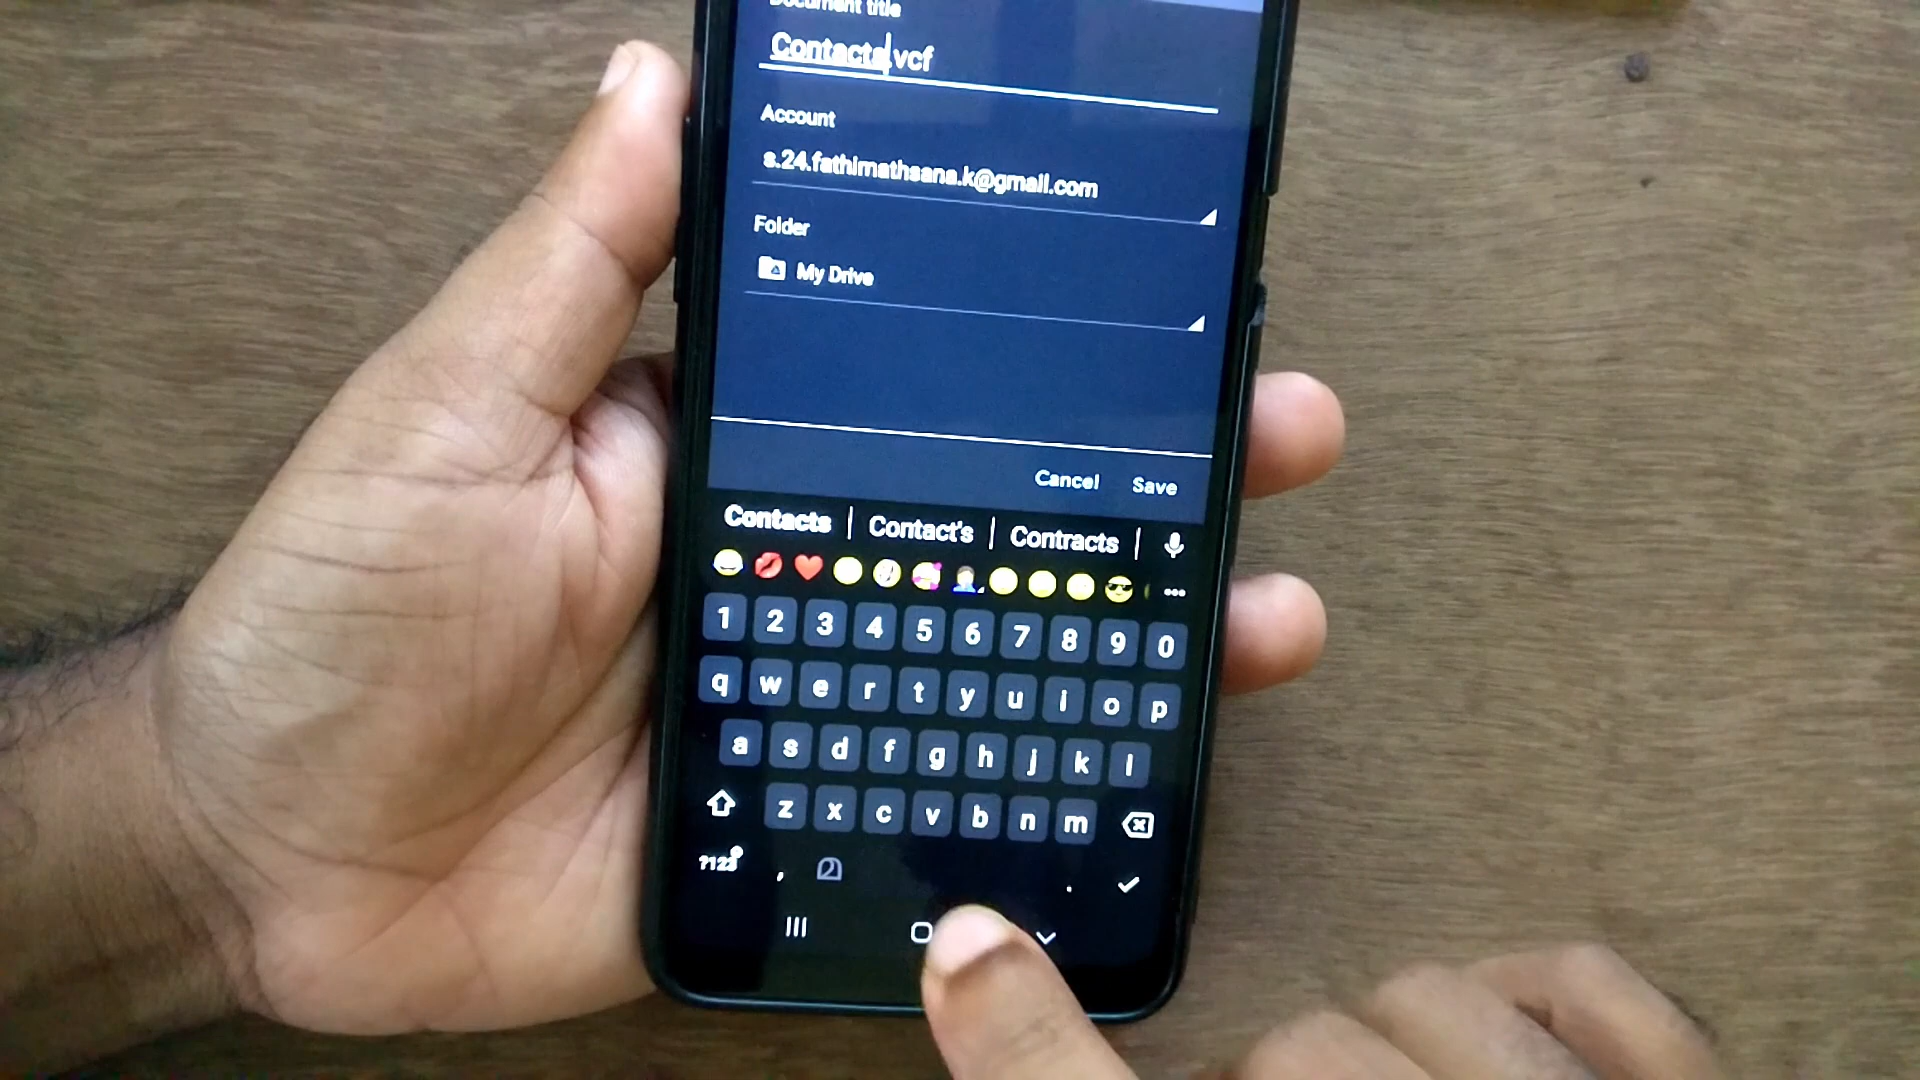 Document title
Contacts.vcf
Account
s.24.fathimathsana.k@gmail.com
Folder
My Drive
Cancel Save
Contacts | Contact's | Contracts
1 2 3 4 5 6 7 8 9 0
q w e r t y u i o p
a s d f g h j k l
z x c v b n m
?123 , മ .